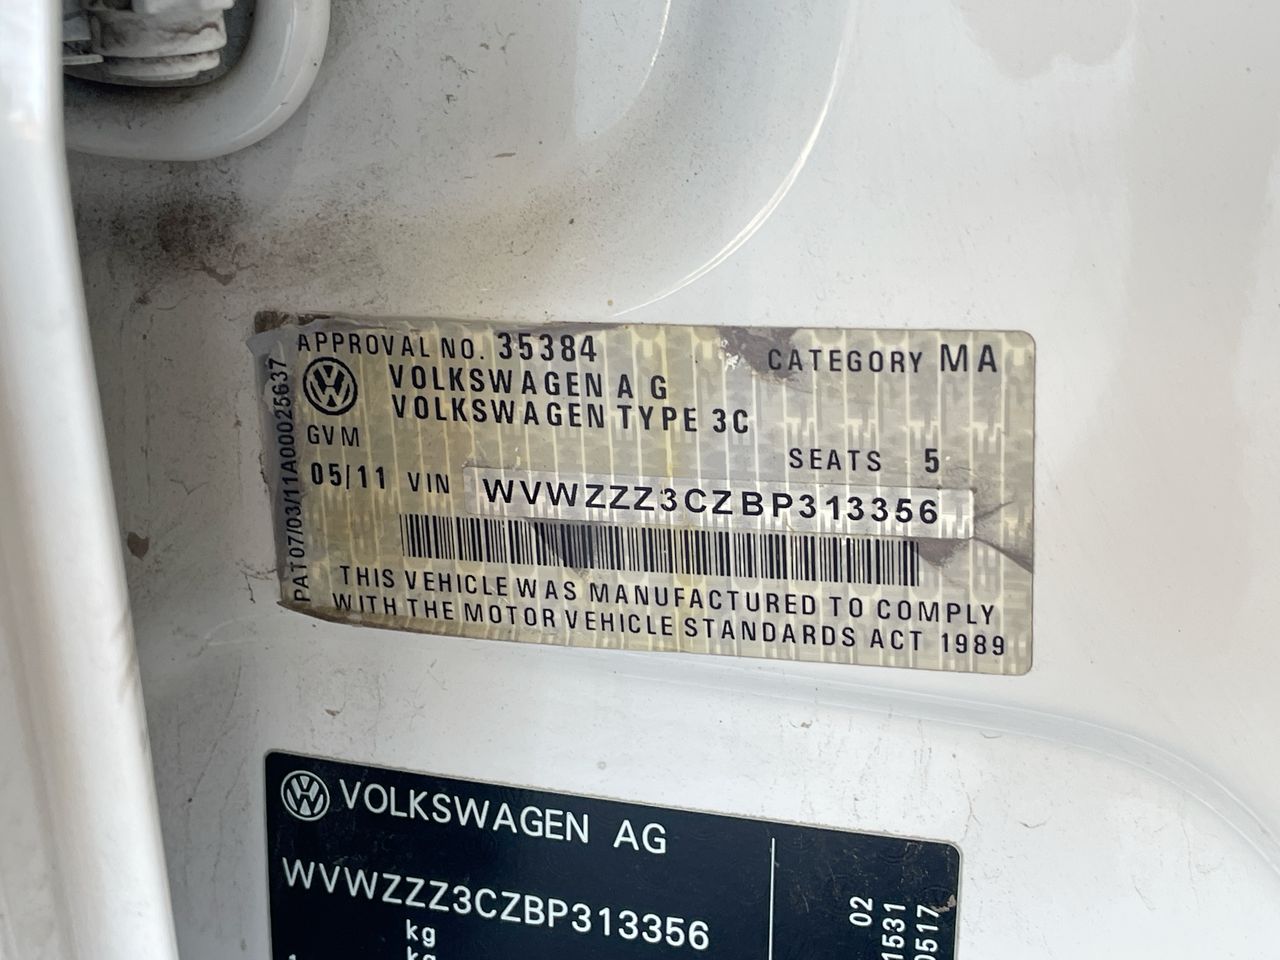 APPROVAL NO. 35384 CATEGORY MA
VOLKSWAGEN A G
VOLKSWAGEN TYPE 3C
GVM
SEATS 5
05/11 VIN WVWZZZ3CZBP313356
THIS VEHICLE WAS MANUFACTURED TO COMPLY
WITH THE MOTOR VEHICLE STANDARDS ACT 1989
PAT07/03/11A00025637
VOLKSWAGEN AG
WVWZZZ3CZBP313356
kg
kg
02
1531
0517